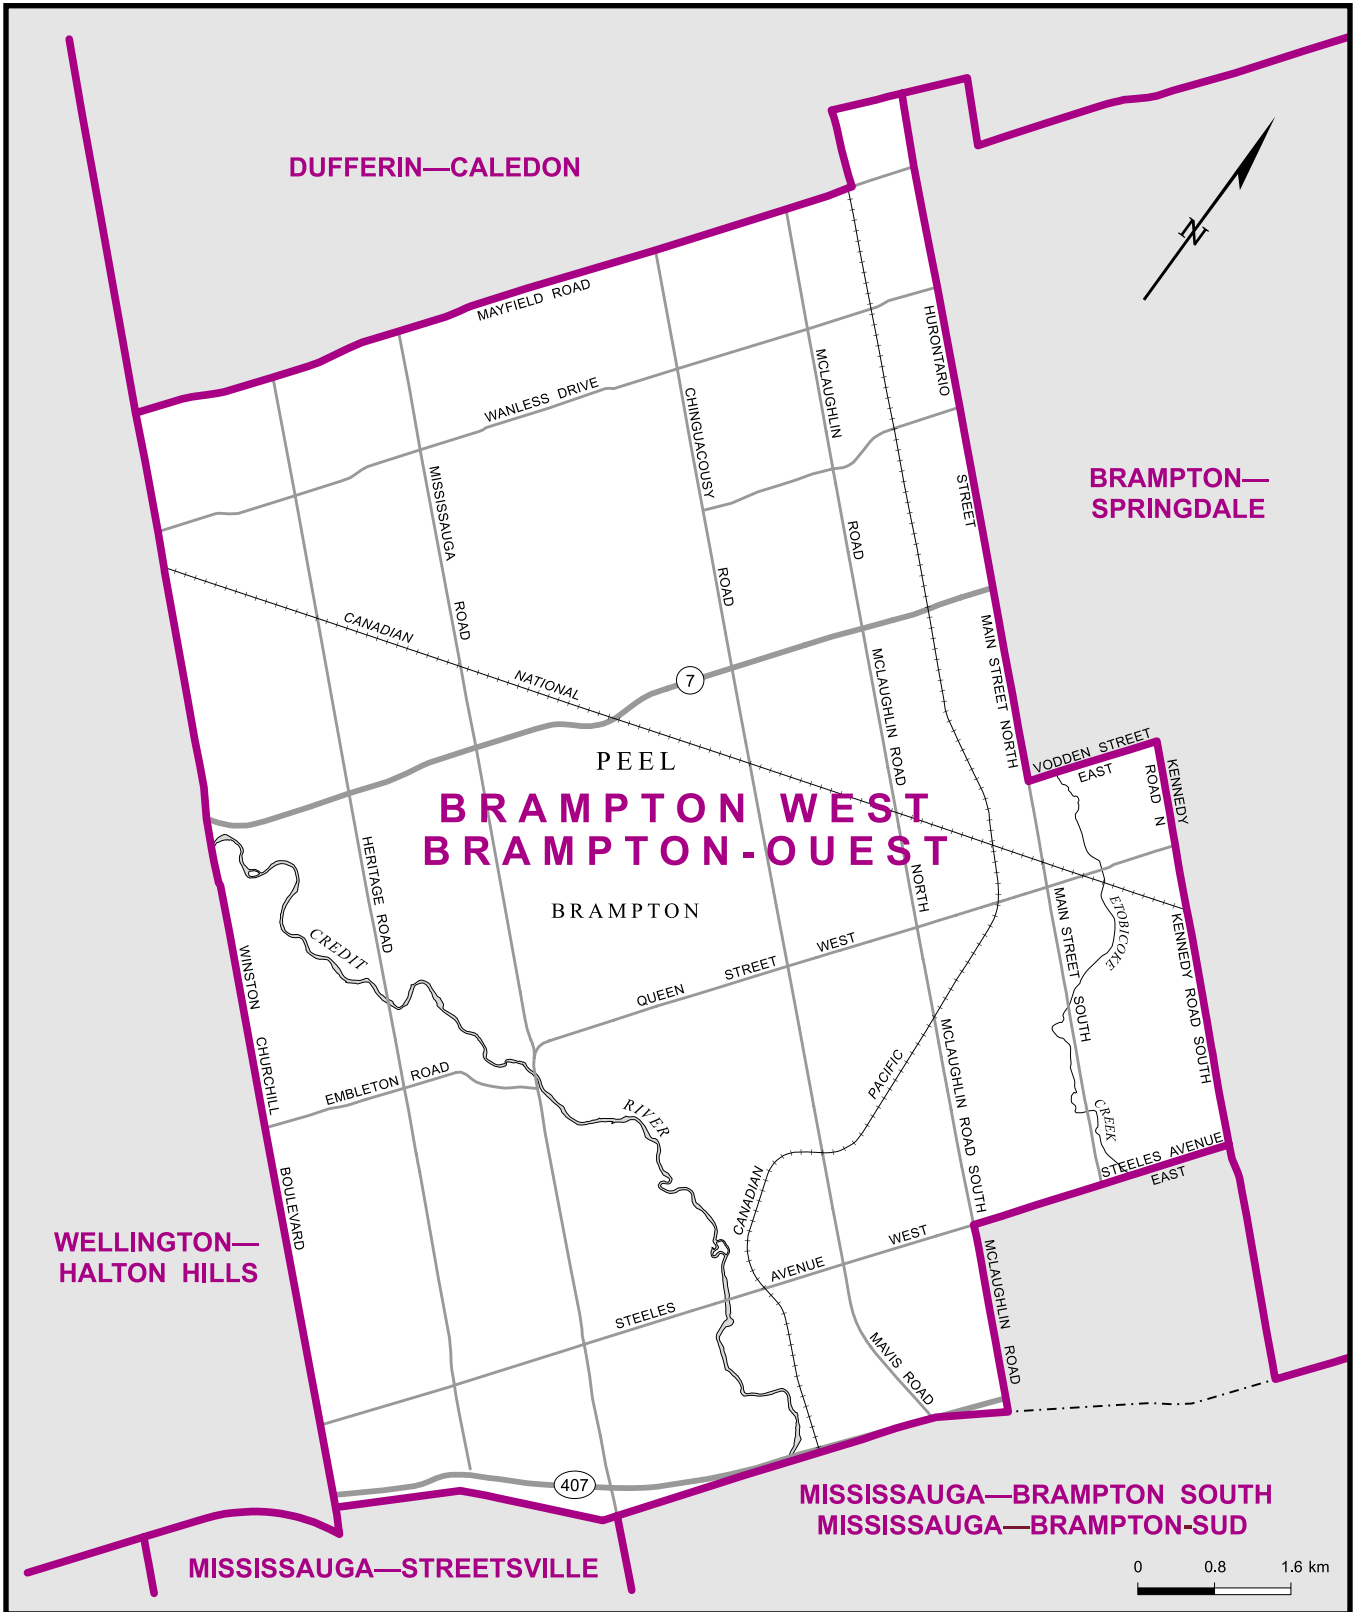 DUFFERIN—CALEDON
N
MAYFIELD ROAD
HURONTARIO
STREET
WANLESS DRIVE
MCLAUGHLIN
ROAD
CHINGUACOUSY
ROAD
MISSISSAUGA
ROAD
BRAMPTON—
SPRINGDALE
CANADIAN
NATIONAL
7
MAIN STREET NORTH
MCLAUGHLIN ROAD
NORTH
VODDEN STREET
EAST
KENNEDY
ROAD N
PEEL
BRAMPTON WEST
BRAMPTON-OUEST
BRAMPTON
HERITAGE ROAD
CREDIT
RIVER
WINSTON
CHURCHILL
BOULEVARD
QUEEN
STREET
WEST
MAIN STREET
SOUTH
ETOBICOKE
CREEK
KENNEDY ROAD SOUTH
EMBLETON ROAD
MCLAUGHLIN ROAD SOUTH
PACIFIC
CANADIAN
STEELES AVENUE
EAST
STEELES
AVENUE
WEST
WELLINGTON—
HALTON HILLS
MCLAUGHLIN
ROAD
MAVIS ROAD
407
MISSISSAUGA—BRAMPTON SOUTH
MISSISSAUGA—BRAMPTON-SUD
MISSISSAUGA—STREETSVILLE
0 0.8 1.6 km